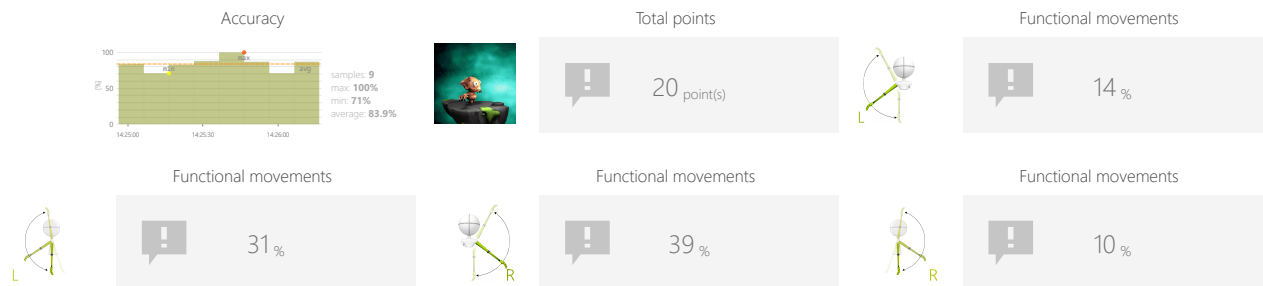 Accuracy
Total points
Functional movements
100
50
0
[%]
min
max
avg
14:25:00
14:25:30
14:26:00
samples: 9
max: 100%
min: 71%
average: 83.9%
20 point(s)
L
14 %
Functional movements
Functional movements
Functional movements
L
31 %
R
39 %
R
10 %